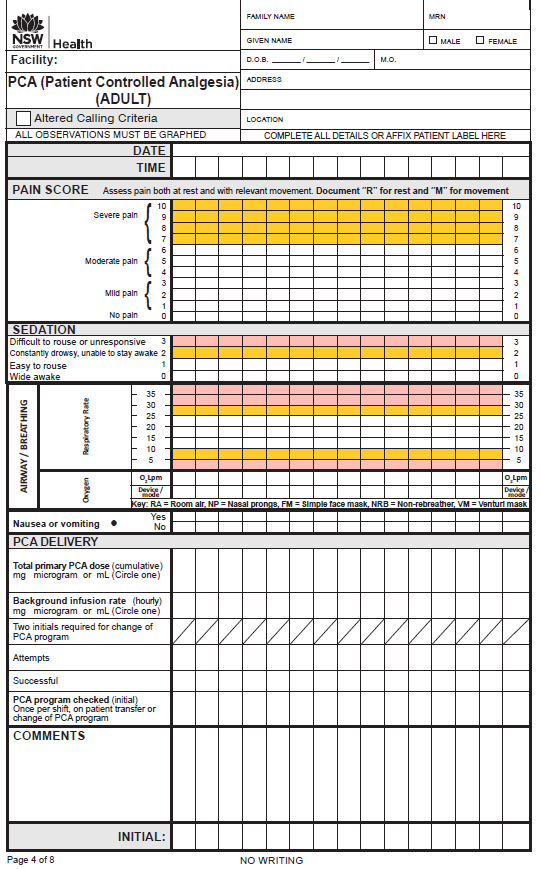 NSW
GOVERNMENT
Health
FAMILY NAME
MRN
GIVEN NAME
MALE
FEMALE
Facility:
D.O.B. _______ / _______ / _______
M.O.
PCA (Patient Controlled Analgesia)
(ADULT)
ADDRESS
Altered Calling Criteria
LOCATION
ALL OBSERVATIONS MUST BE GRAPHED
COMPLETE ALL DETAILS OR AFFIX PATIENT LABEL HERE
DATE
TIME
PAIN SCORE Assess pain both at rest and with relevant movement. Document "R" for rest and "M" for movement
10 10
Severe pain 9 9
8 8
7 7
6 6
Moderate pain 5 5
4 4
3 3
Mild pain 2 2
1 1
No pain 0 0
SEDATION
Difficult to rouse or unresponsive 3 3
Constantly drowsy, unable to stay awake 2 2
Easy to rouse 1 1
Wide awake 0 0
AIRWAY / BREATHING
Respiratory Rate
35 35
30 30
25 25
20 20
15 15
10 10
5 5
Oxygen
O₂Lpm O₂Lpm
Device / mode Device / mode
Key: RA = Room air, NP = Nasal prongs, FM = Simple face mask, NRB = Non-rebreather, VM = Venturi mask
Nausea or vomiting ● Yes
No
PCA DELIVERY
Total primary PCA dose (cumulative)
mg microgram or mL (Circle one)
Background infusion rate (hourly)
mg microgram or mL (Circle one)
Two initials required for change of
PCA program
Attempts
Successful
PCA program checked (initial)
Once per shift, on patient transfer or
change of PCA program
COMMENTS
INITIAL:
Page 4 of 8
NO WRITING